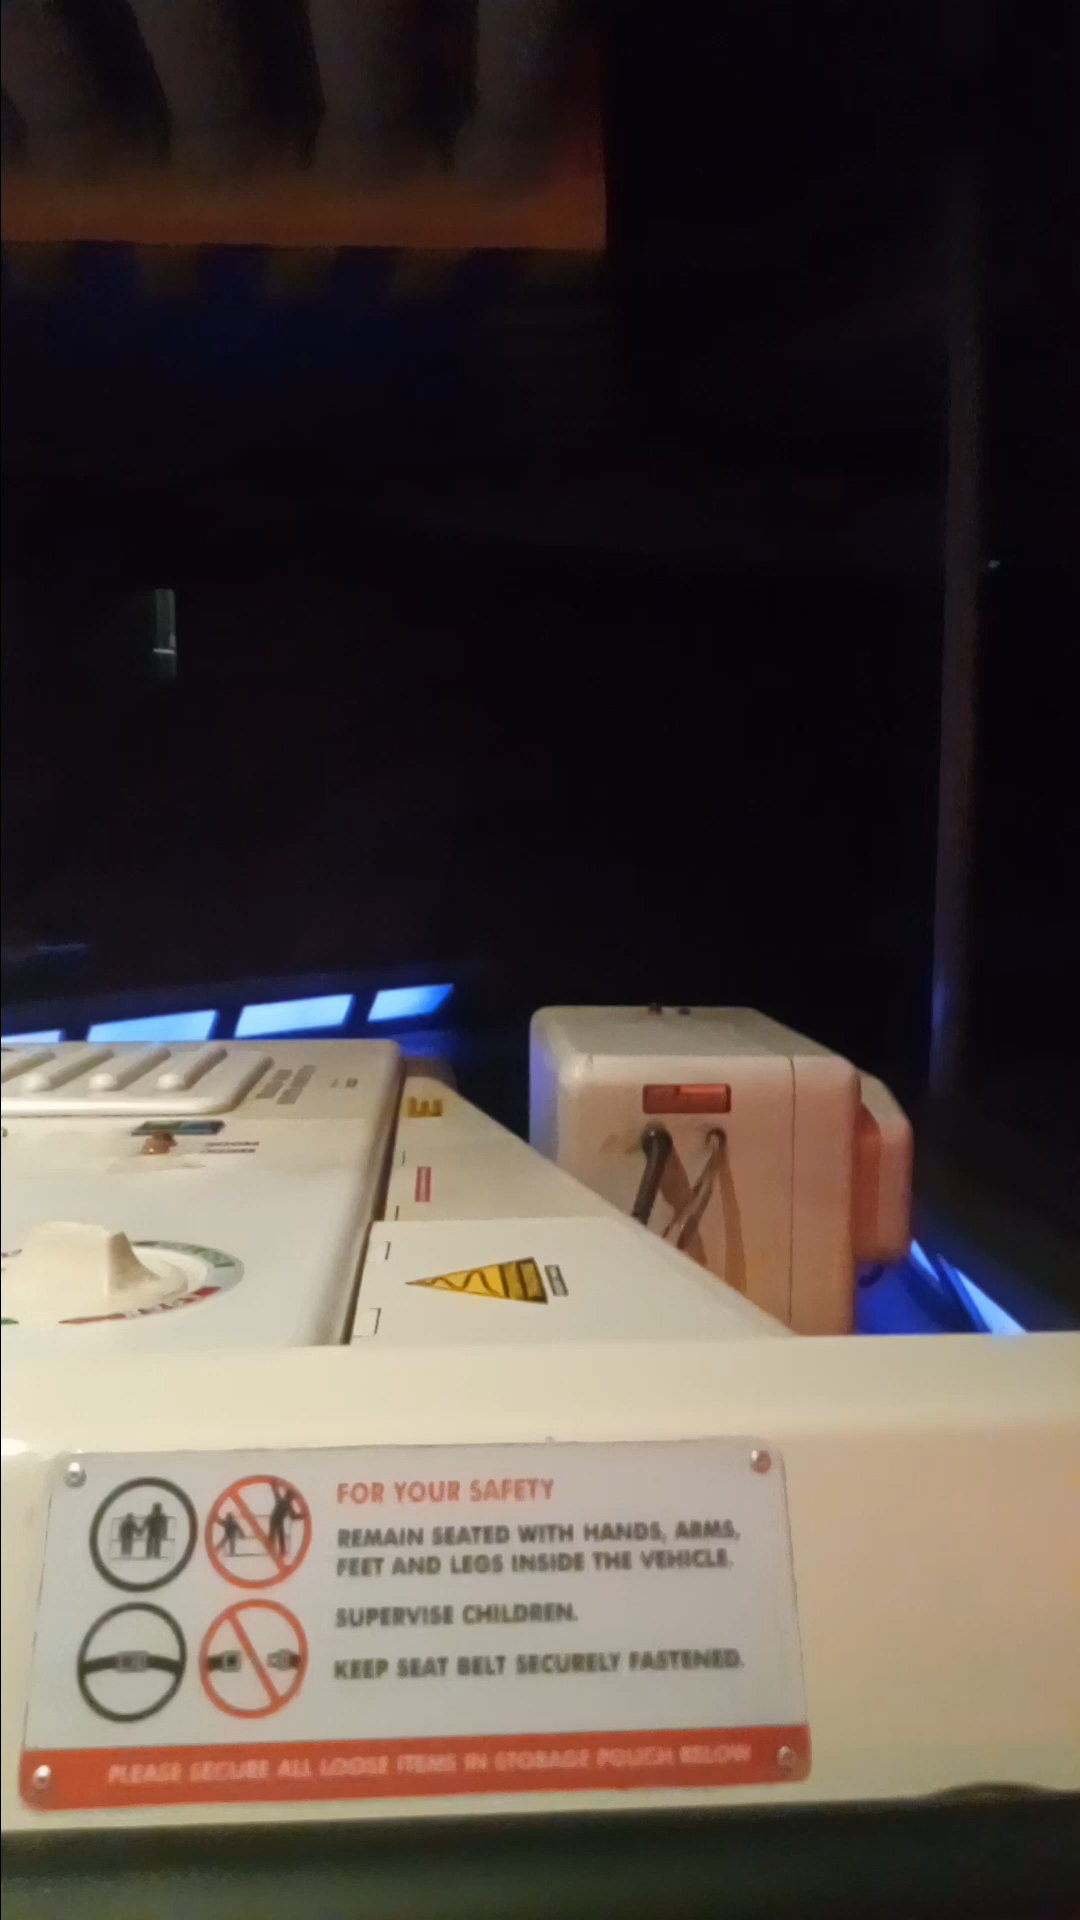 FOR YOUR SAFETY
REMAIN SEATED WITH HANDS, ARMS,
FEET AND LEGS INSIDE THE VEHICLE.
SUPERVISE CHILDREN.
KEEP SEAT BELT SECURELY FASTENED.
PLEASE SECURE ALL LOOSE ITEMS IN STORAGE POUCH BELOW